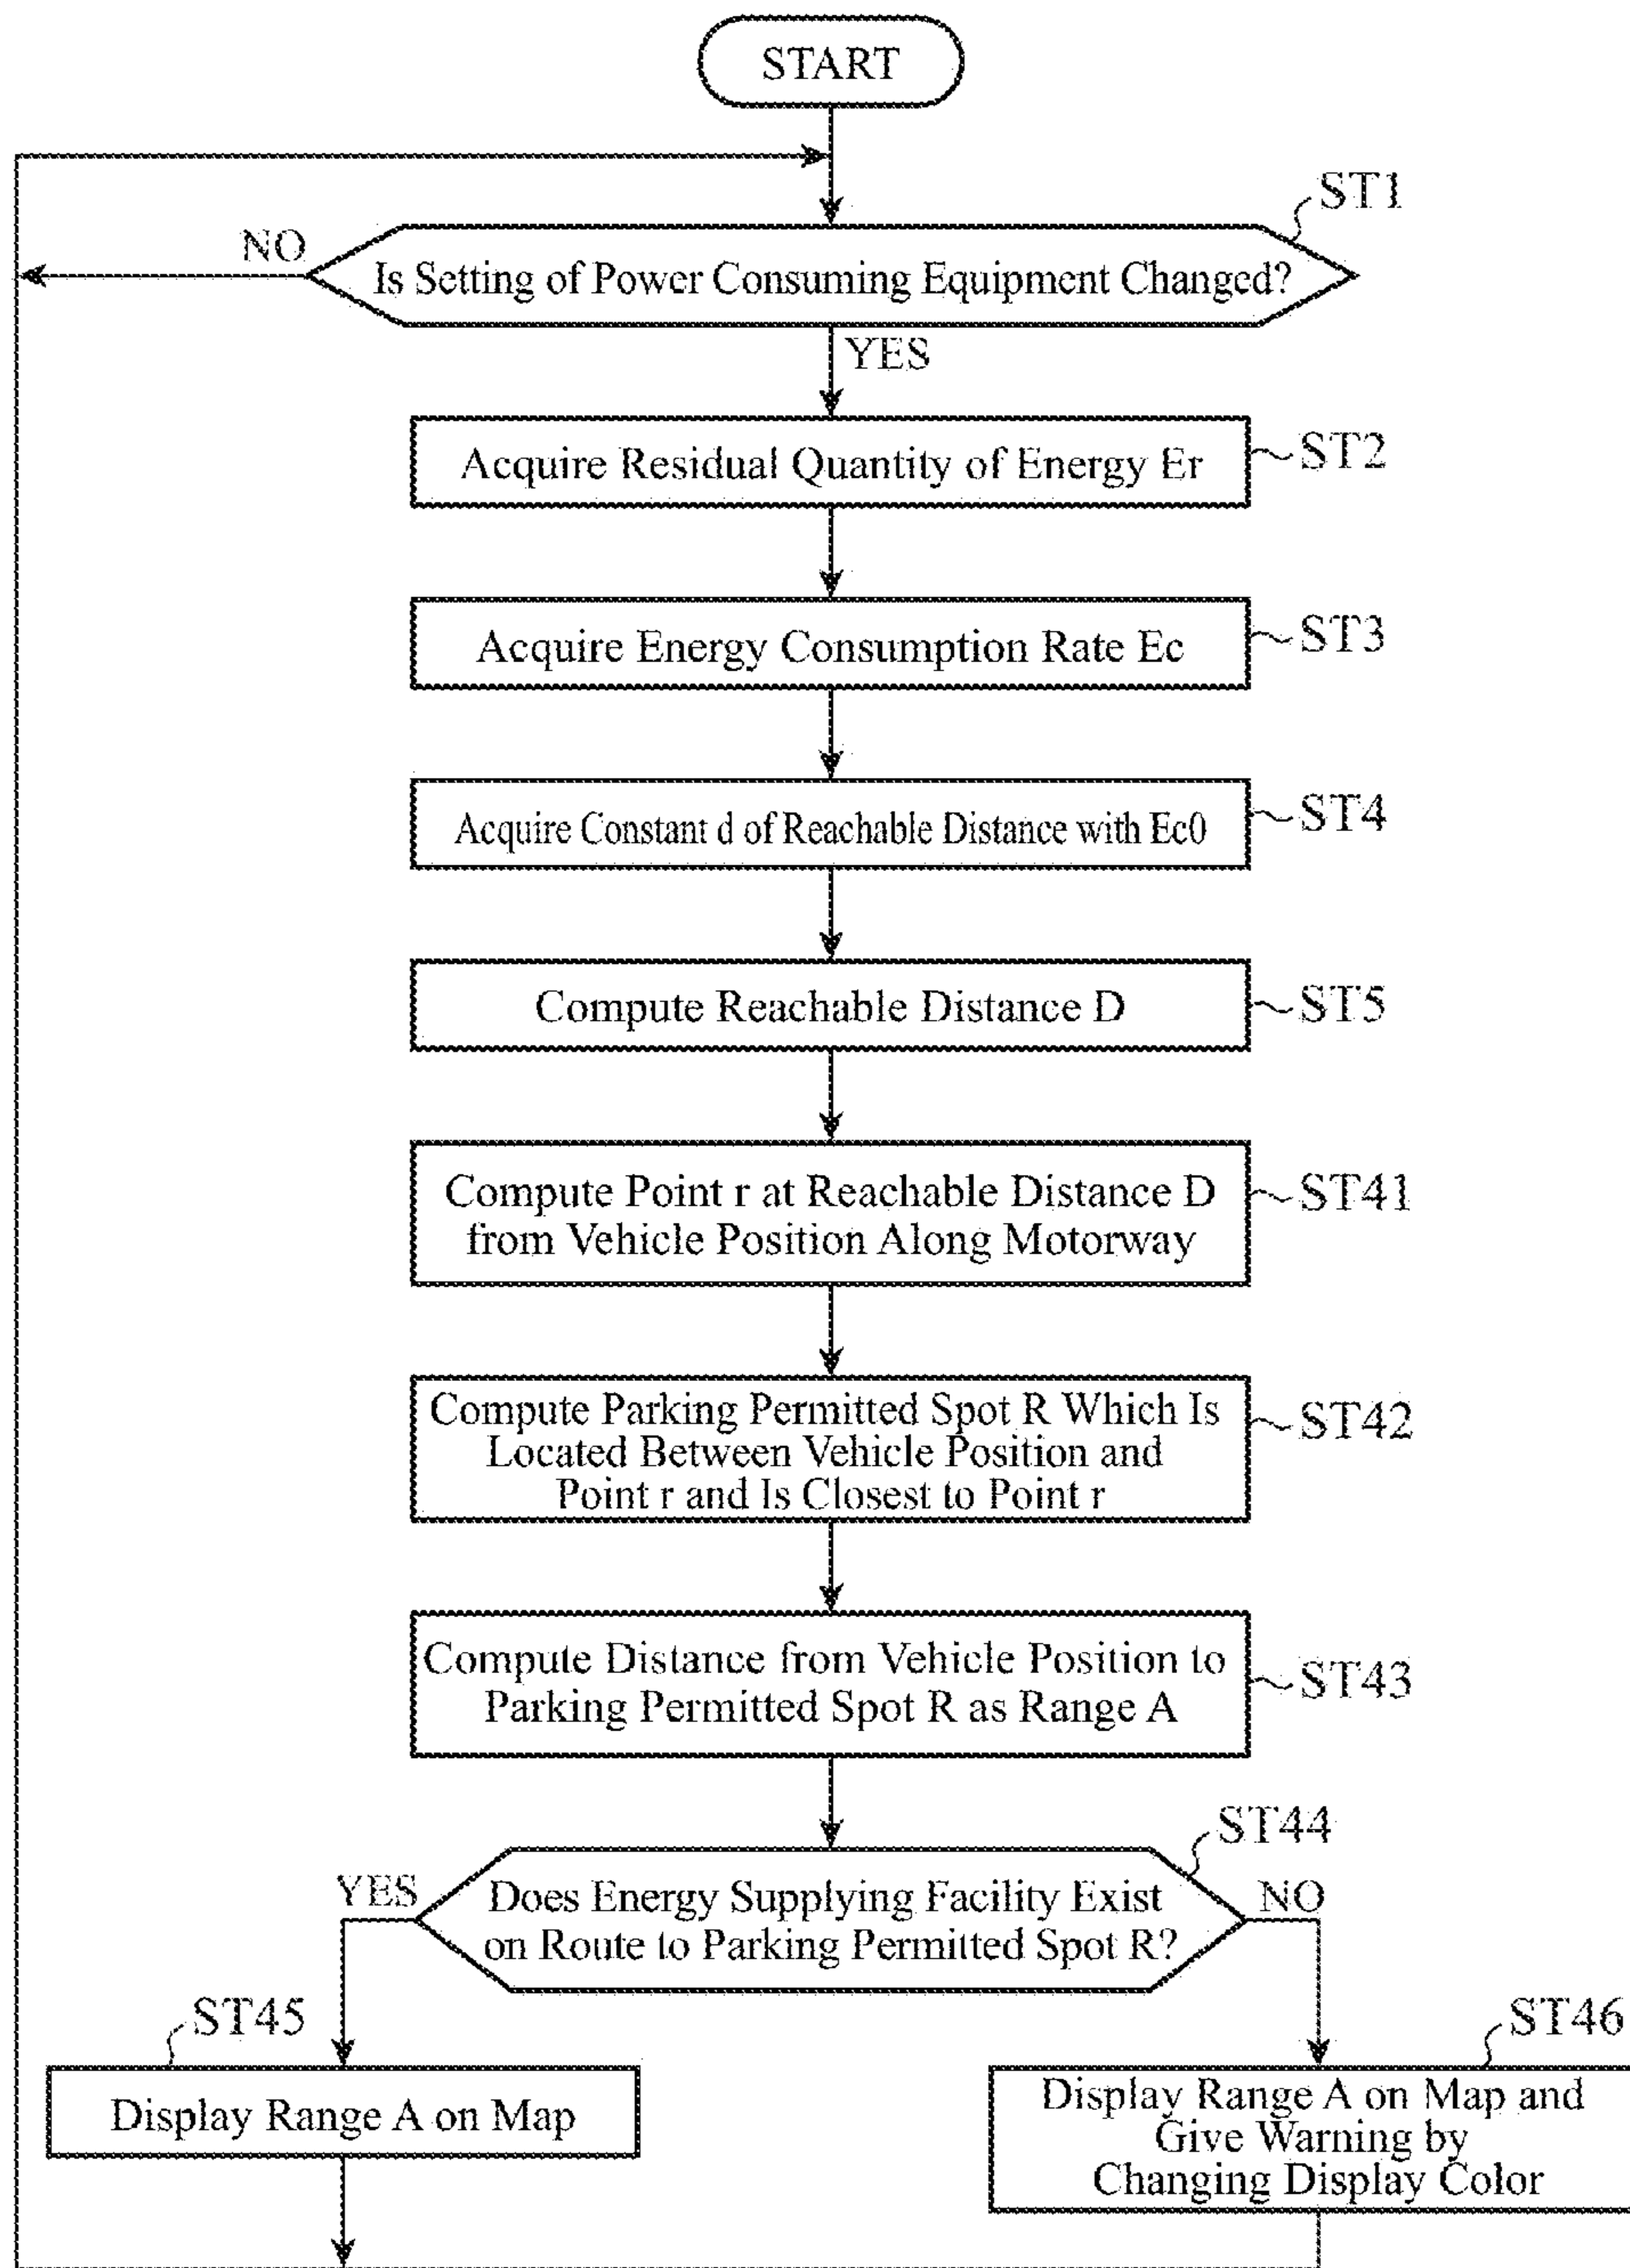 START
ST1
NO
Is Setting of Power Consuming Equipment Changed?
YES
Acquire Residual Quantity of Energy Er
ST2
Acquire Energy Consumption Rate Ec
ST3
Acquire Constant d of Reachable Distance with Ec0
ST4
Compute Reachable Distance D
ST5
Compute Point r at Reachable Distance D
from Vehicle Position Along Motorway
ST41
Compute Parking Permitted Spot R Which Is
Located Between Vehicle Position and
Point r and Is Closest to Point r
ST42
Compute Distance from Vehicle Position to
Parking Permitted Spot R as Range A
ST43
ST44
YES
Does Energy Supplying Facility Exist
on Route to Parking Permitted Spot R?
NO
ST45
Display Range A on Map
ST46
Display Range A on Map and
Give Warning by
Changing Display Color